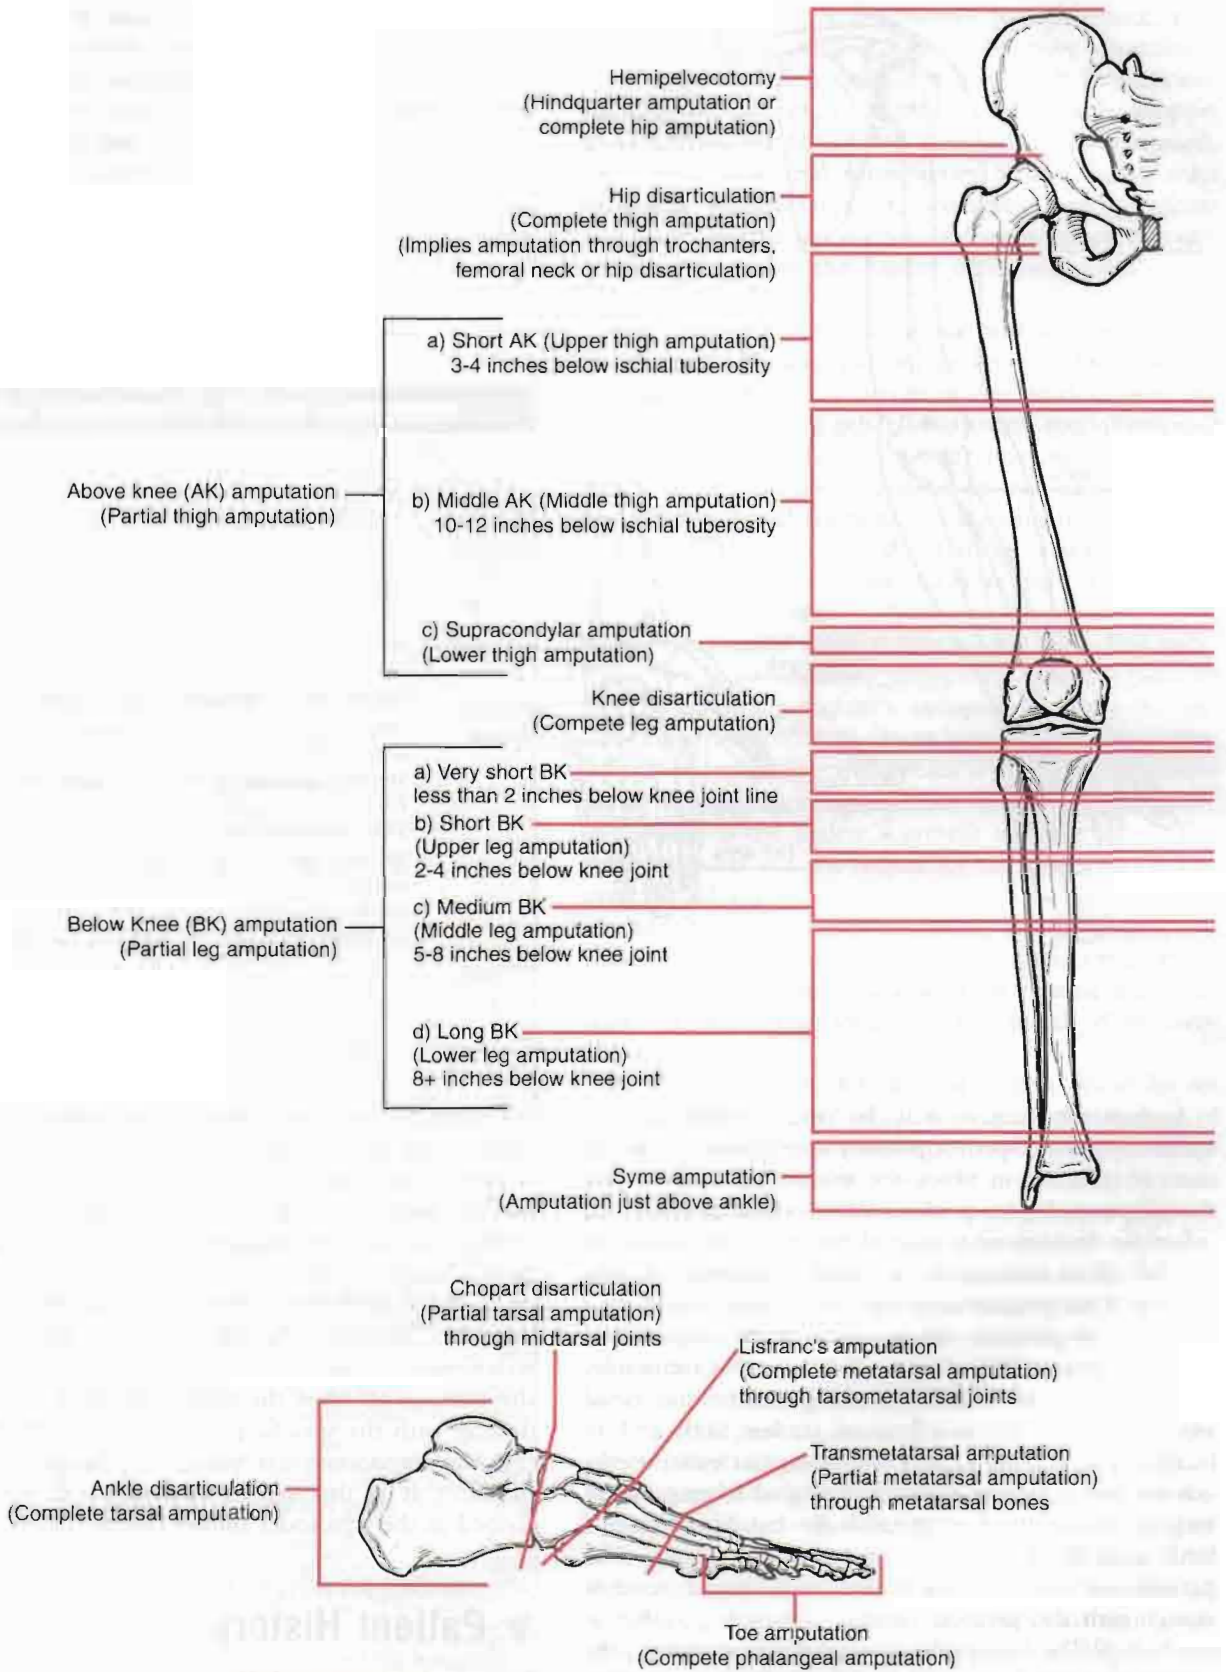 Hemipelvecotomy
(Hindquarter amputation or
complete hip amputation)
Hip disarticulation
(Complete thigh amputation)
(Implies amputation through trochanters,
femoral neck or hip disarticulation)
a) Short AK (Upper thigh amputation)
3-4 inches below ischial tuberosity
Above knee (AK) amputation
(Partial thigh amputation)
b) Middle AK (Middle thigh amputation)
10-12 inches below ischial tuberosity
c) Supracondylar amputation
(Lower thigh amputation)
Knee disarticulation
(Compete leg amputation)
a) Very short BK
less than 2 inches below knee joint line
b) Short BK
(Upper leg amputation)
2-4 inches below knee joint
Below Knee (BK) amputation
(Partial leg amputation)
c) Medium BK
(Middle leg amputation)
5-8 inches below knee joint
d) Long BK
(Lower leg amputation)
8+ inches below knee joint
Syme amputation
(Amputation just above ankle)
Chopart disarticulation
(Partial tarsal amputation)
through midtarsal joints
Lisfranc's amputation
(Complete metatarsal amputation)
through tarsometatarsal joints
Transmetatarsal amputation
(Partial metatarsal amputation)
through metatarsal bones
Ankle disarticulation
(Complete tarsal amputation)
Toe amputation
(Compete phalangeal amputation)
Patient History